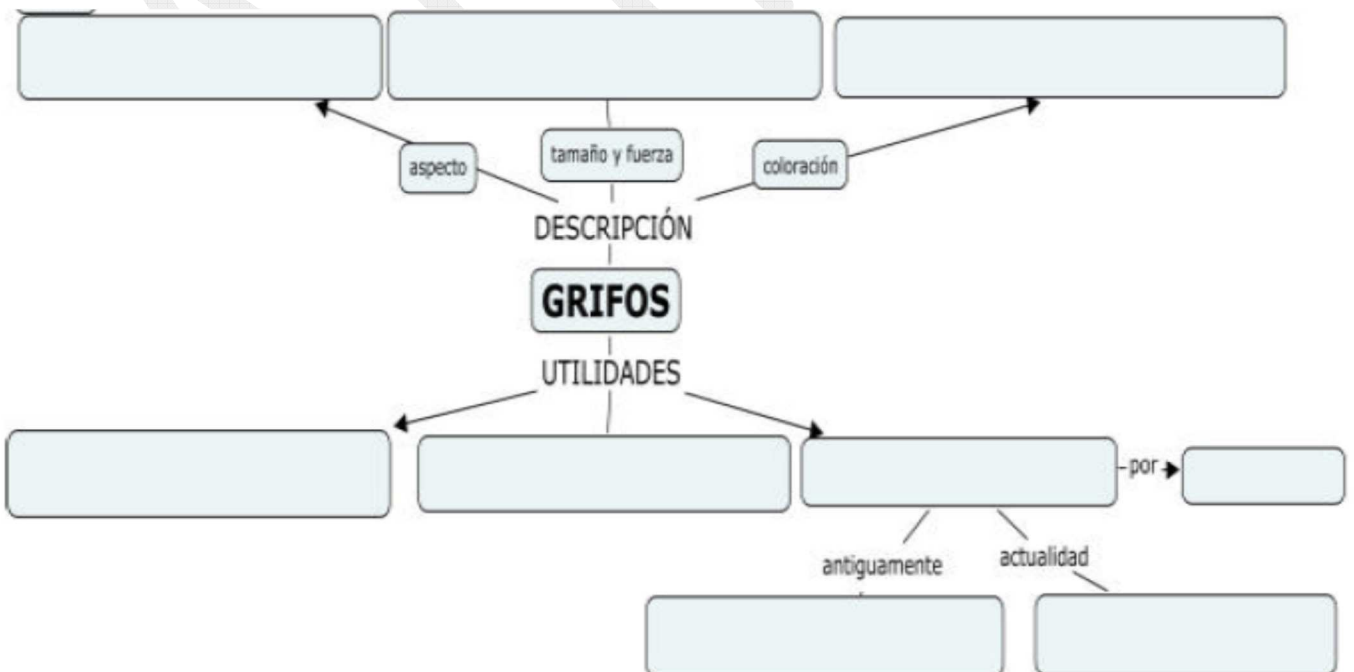 aspecto
tamaño y fuerza
coloración
DESCRIPCIÓN
GRIFOS
UTILIDADES
por
antiguamente
actualidad